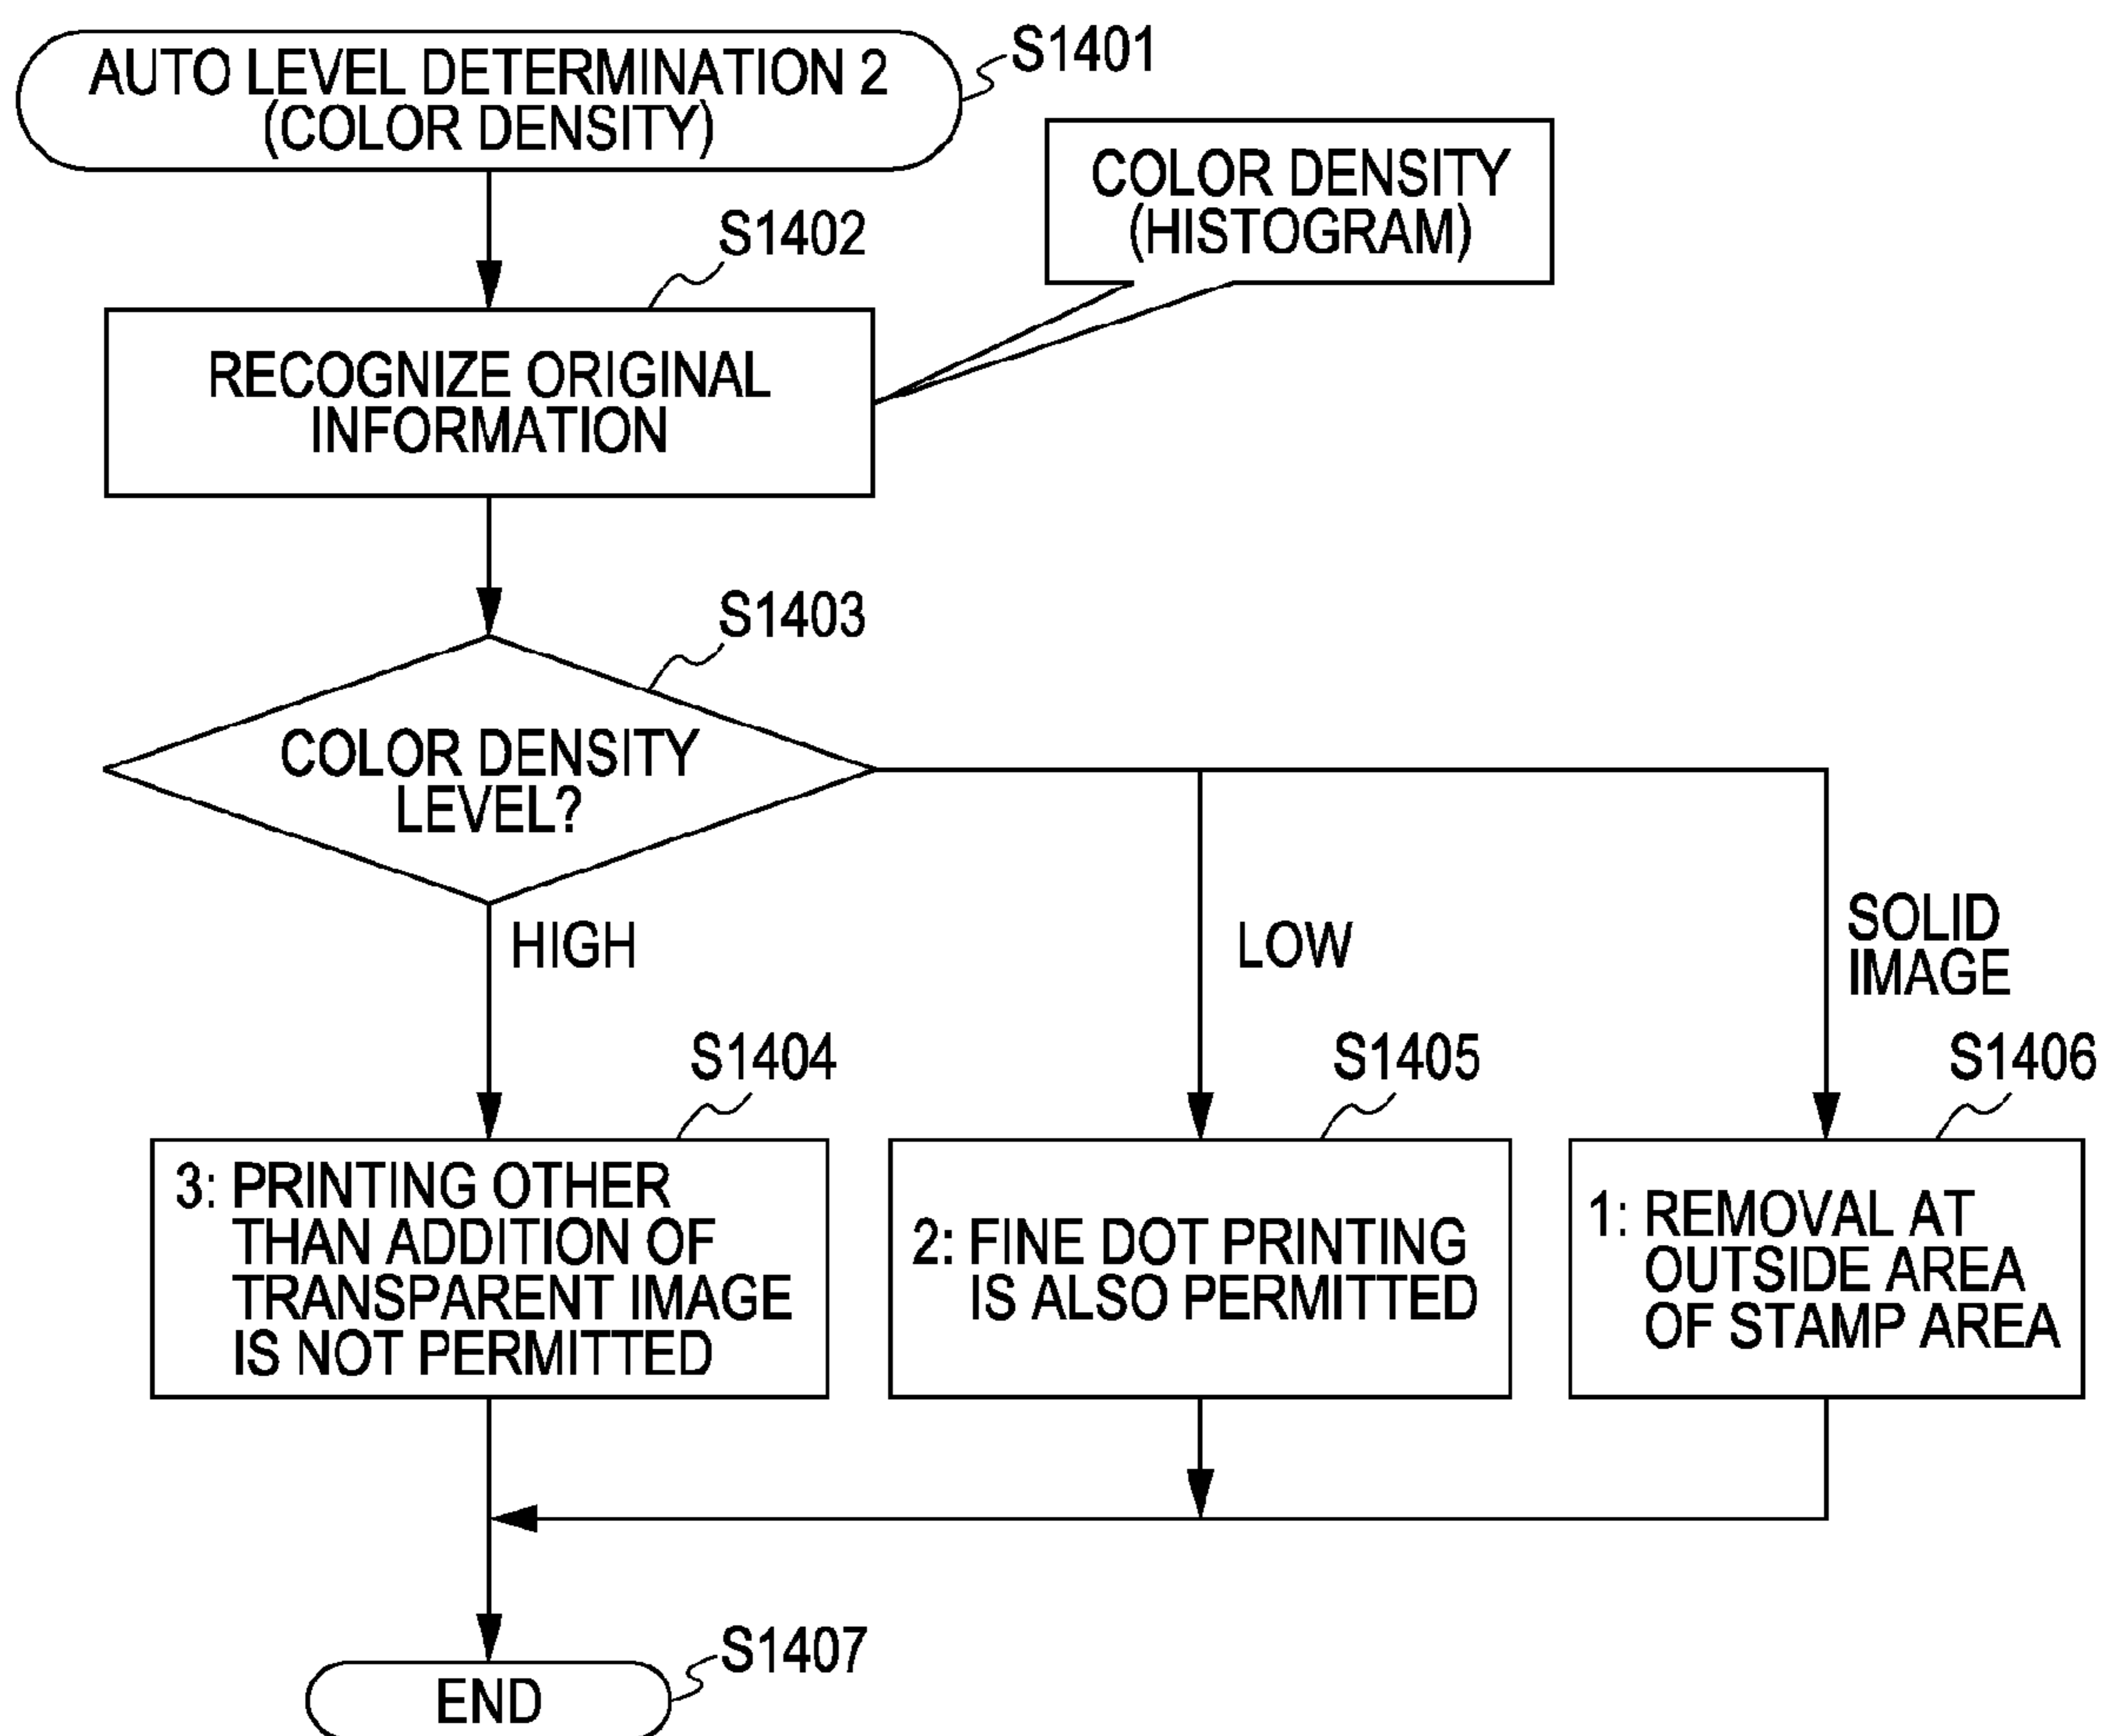 AUTO LEVEL DETERMINATION 2
(COLOR DENSITY)
S1401
COLOR DENSITY
(HISTOGRAM)
S1402
RECOGNIZE ORIGINAL
INFORMATION
S1403
COLOR DENSITY
LEVEL?
HIGH
LOW
SOLID
IMAGE
S1404
3: PRINTING OTHER
THAN ADDITION OF
TRANSPARENT IMAGE
IS NOT PERMITTED
S1405
2: FINE DOT PRINTING
IS ALSO PERMITTED
S1406
1: REMOVAL AT
OUTSIDE AREA
OF STAMP AREA
S1407
END